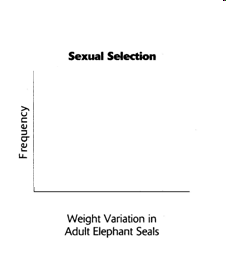 Sexual Selection
Frequency
Weight Variation in
Adult Elephant Seals